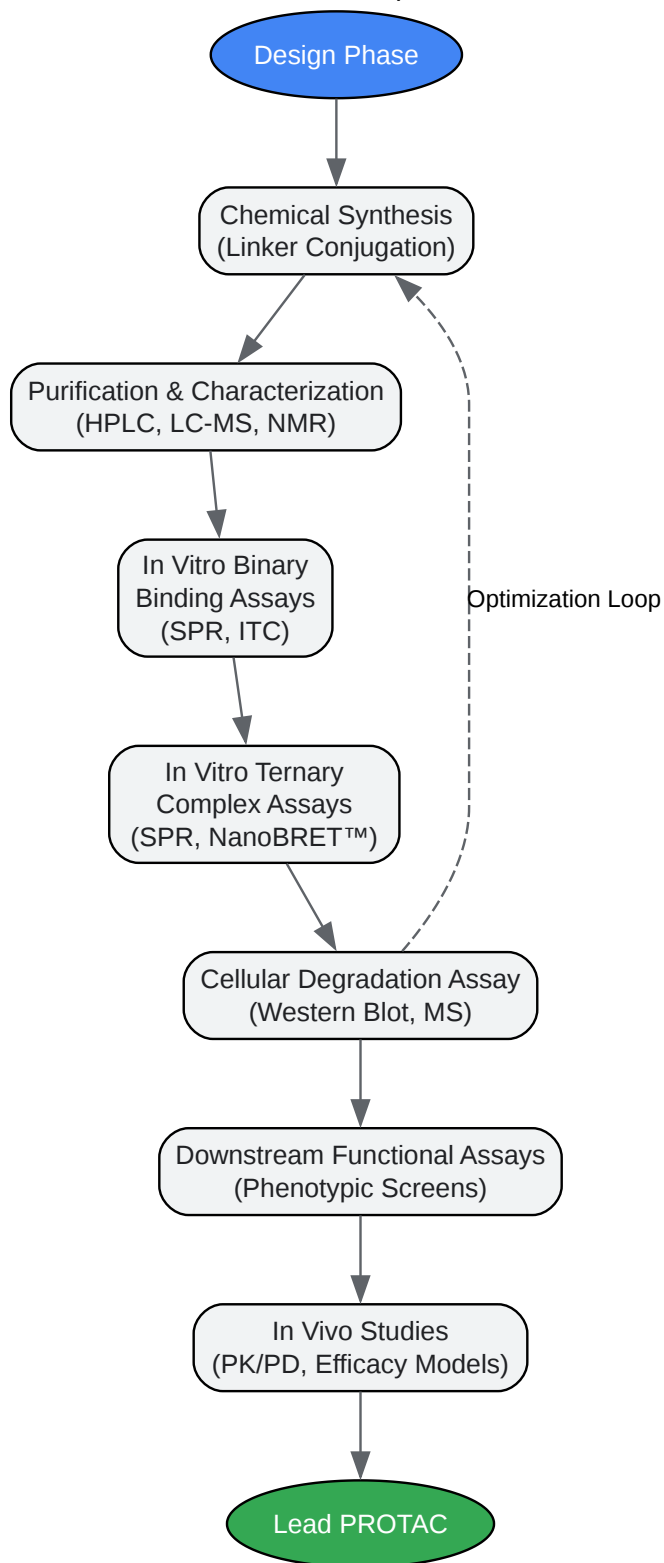 Design Phase
Chemical Synthesis
(Linker Conjugation)
Purification & Characterization
(HPLC, LC-MS, NMR)
In Vitro Binary
Binding Assays
(SPR, ITC)
Optimization Loop
In Vitro Ternary
Complex Assays
(SPR, NanoBRET™)
Cellular Degradation Assay
(Western Blot, MS)
Downstream Functional Assays
(Phenotypic Screens)
In Vivo Studies
(PK/PD, Efficacy Models)
Lead PROTAC